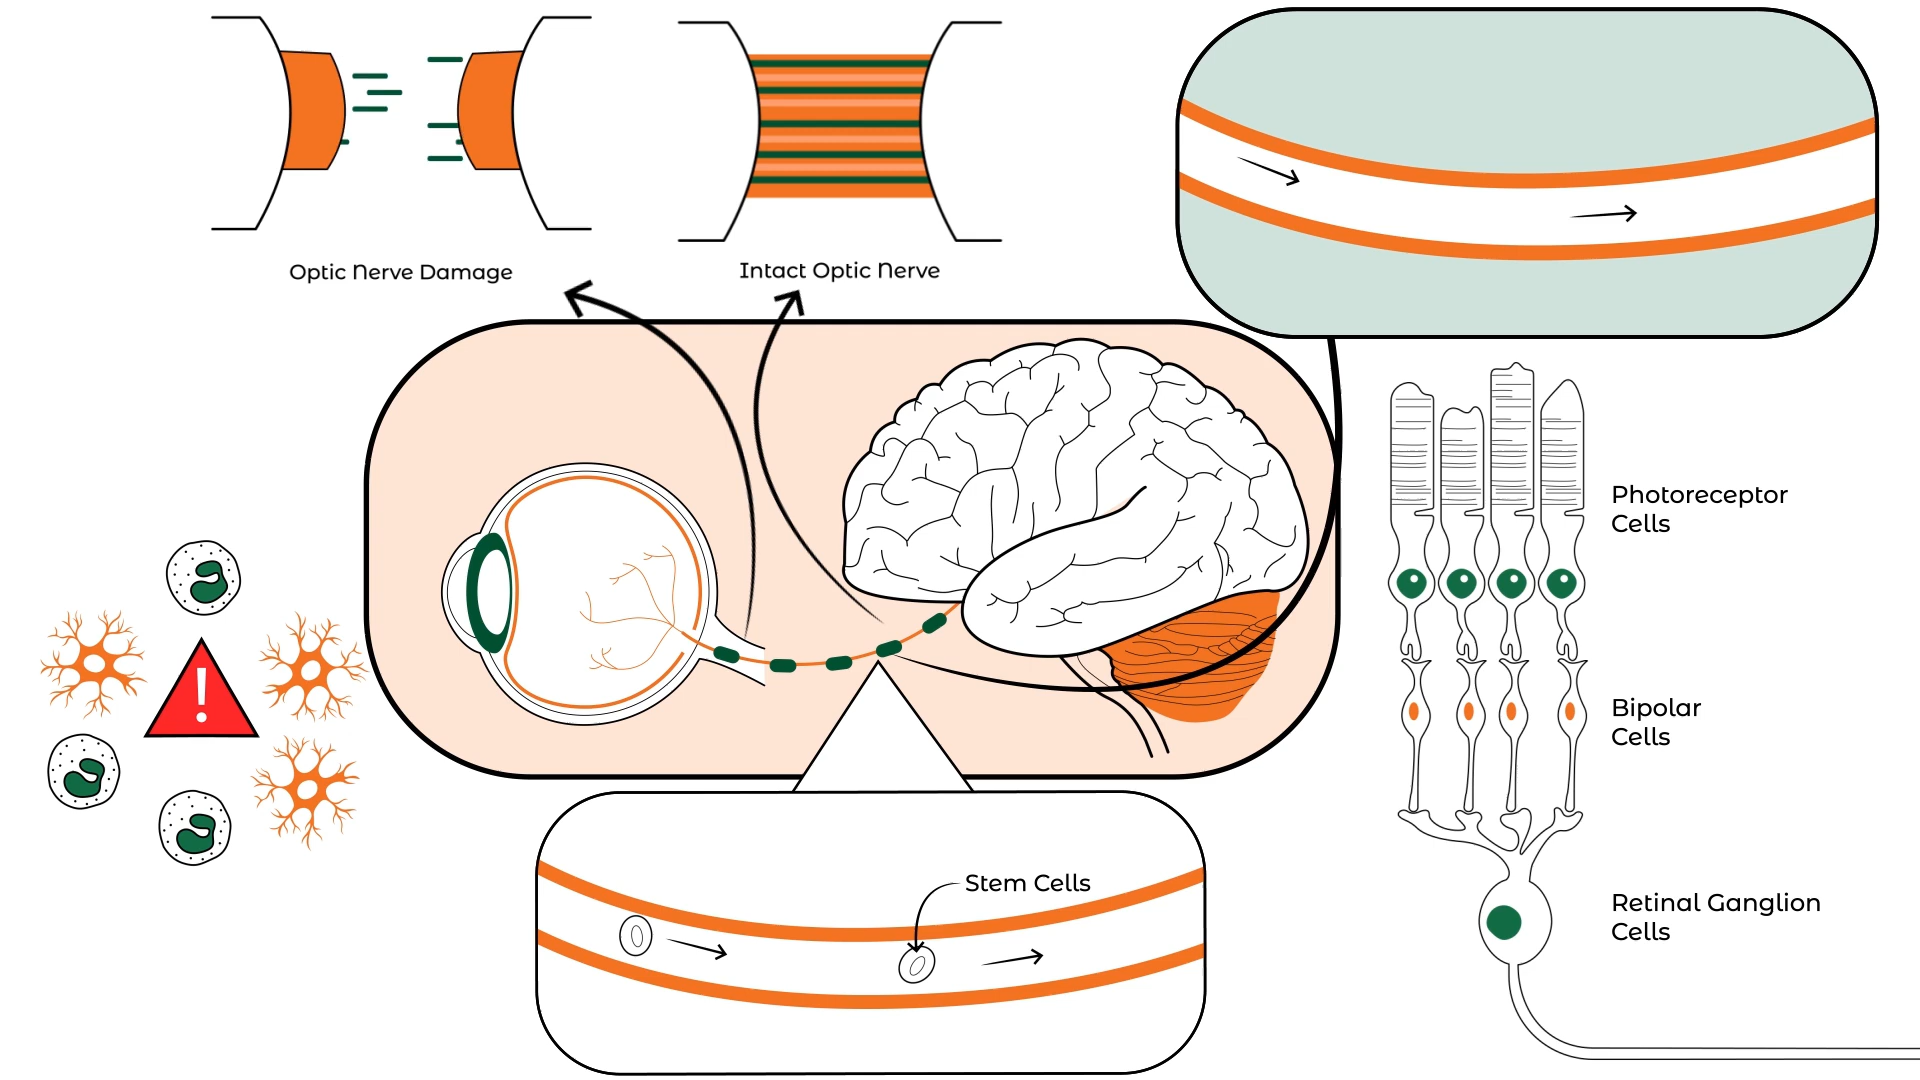 Optic Nerve Damage
Intact Optic Nerve
Photoreceptor
Cells
Bipolar
Cells
Stem Cells
Retinal Ganglion
Cells